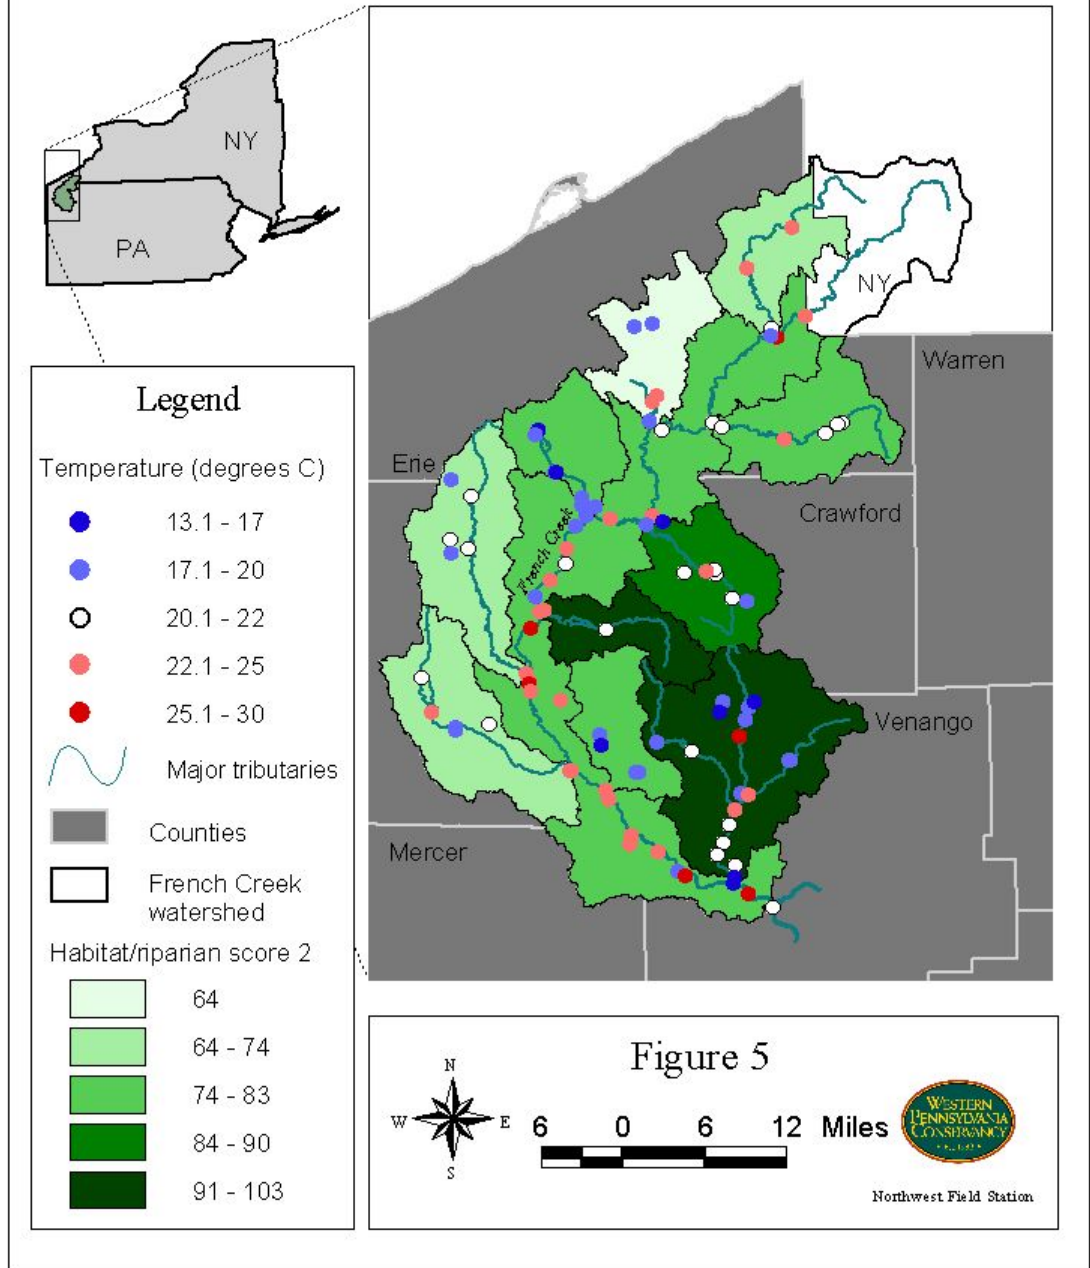 NY
PA
NY
Warren
Erie
Crawford
French Creek
Venango
Mercer
Legend
Temperature (degrees C)
13.1 - 17
17.1 - 20
20.1 - 22
22.1 - 25
25.1 - 30
Major tributaries
Counties
French Creek
watershed
Habitat/riparian score 2
64
64 - 74
74 - 83
84 - 90
91 - 103
Figure 5
N
W
E
S
6 0 6 12 Miles
WESTERN
PENNSYLVANIA
CONSERVANCY
Northwest Field Station